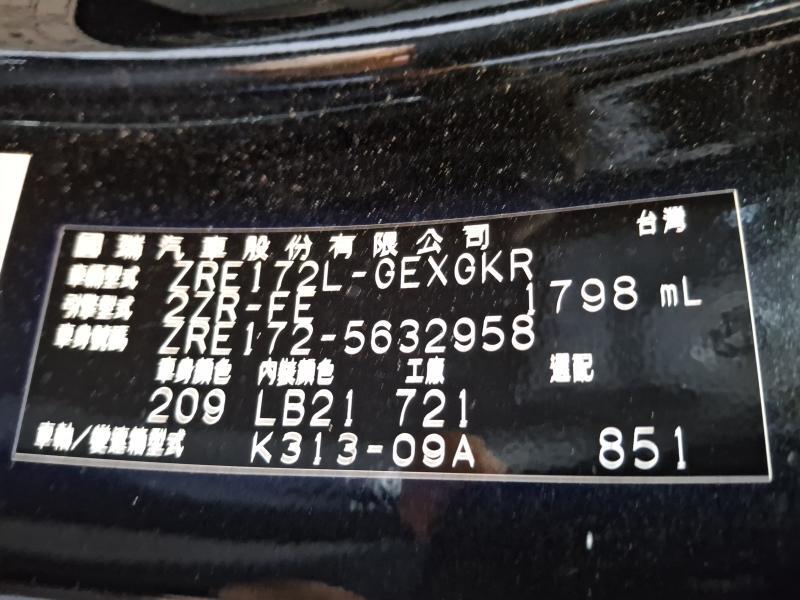 國瑞汽車股份有限公司 台灣
車輛型式 ZRE172L-GEXGKR
引擎型式 2ZR-FE 1798 mL
車身號碼 ZRE172-5632958
車身顏色 內裝顏色 工廠 選配
209 LB21 721
車軸/變速箱型式 K313-09A 851